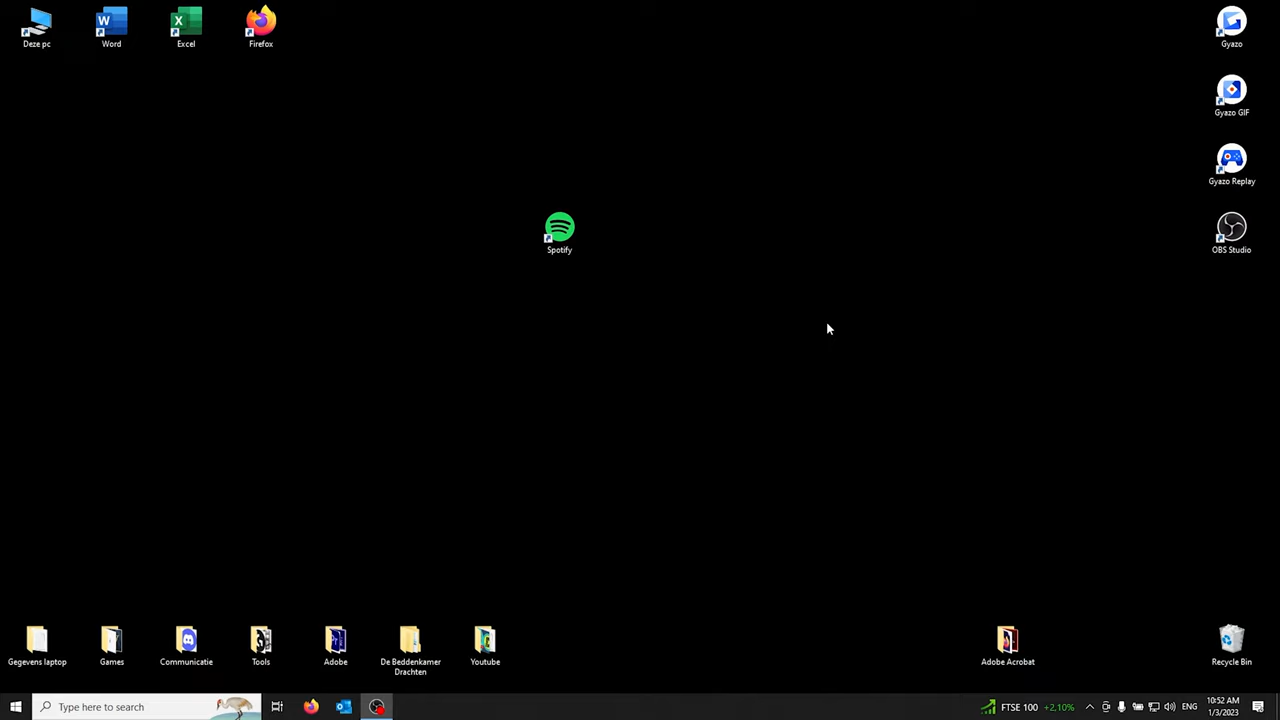 Deze pc
Word
Excel
Firefox
Gyazo
Gyazo GIF
Gyazo Replay
Spotify
OBS Studio
Gegevens laptop
Games
Communicatie
Tools
Adobe
De Beddenkamer
Drachten
Youtube
Adobe Acrobat
Recycle Bin
Type here to search
FTSE 100 +2,10%
ENG
10:52 AM
1/3/2023